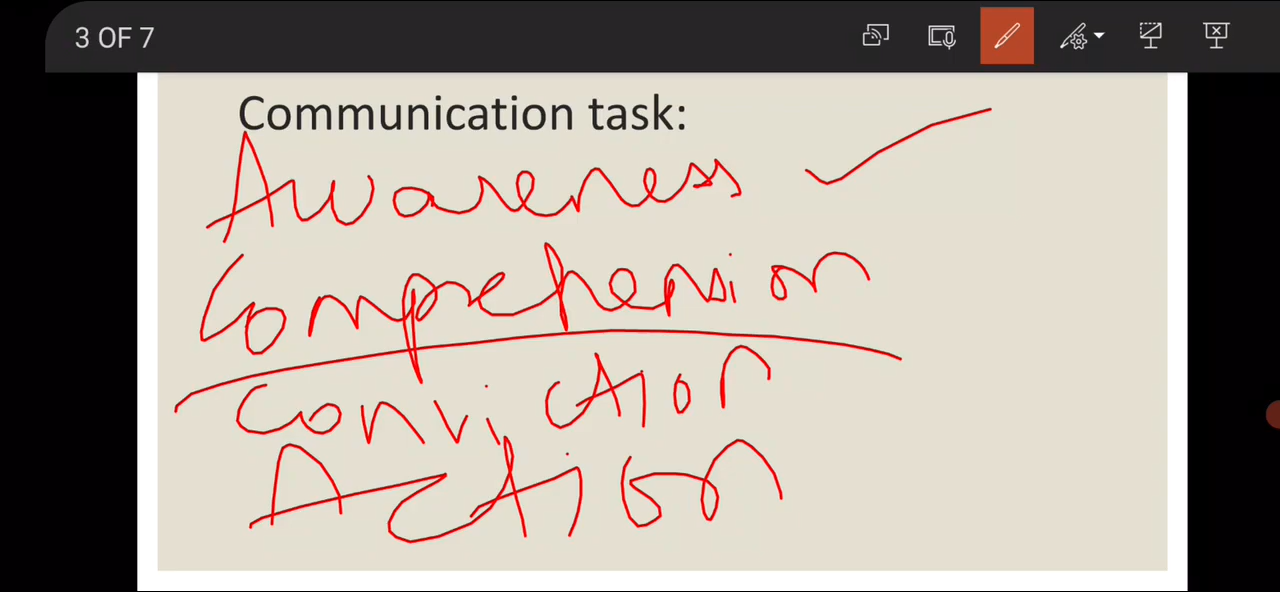 3 OF 7
Communication task:
Awareness
Comprehension
Conviction
Action